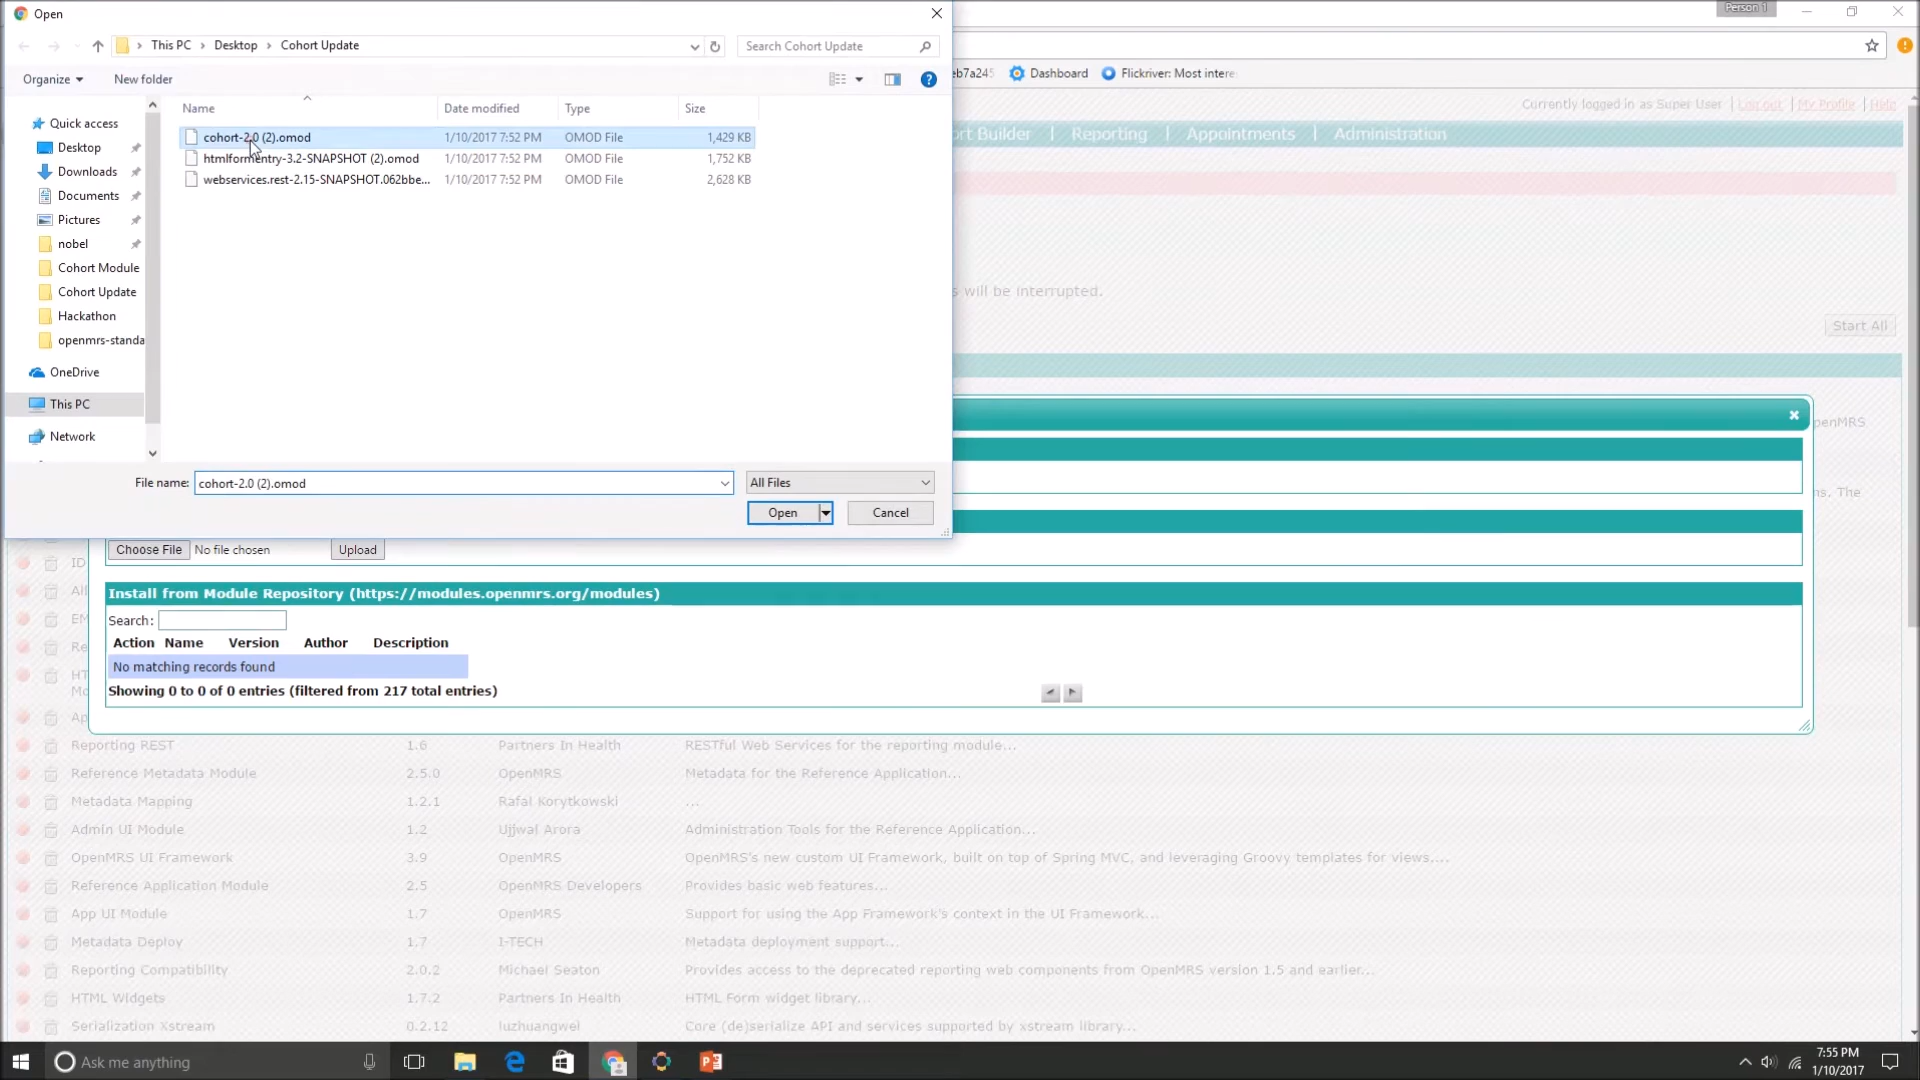 Open
Person 1
This PC > Desktop > Cohort Update
Search Cohort Update
eb7a245
Dashboard
Flickriver: Most intere
Organize
New folder
Currently logged in as Super User | Log out | My Profile | Help
Name
Date modified
Type
Size
ort Builder | Reporting | Appointments | Administration
cohort-2.0 (2).omod 1/10/2017 7:52 PM OMOD File 1,429 KB
htmlformentry-3.2-SNAPSHOT (2).omod 1/10/2017 7:52 PM OMOD File 1,752 KB
webservices.rest-2.15-SNAPSHOT.062bbe... 1/10/2017 7:52 PM OMOD File 2,628 KB
Quick access
Desktop
Downloads
Documents
Pictures
nobel
Cohort Module
Cohort Update
Hackathon
openmrs-standa
OneDrive
This PC
Network
s will be interrupted.
Start All
penMRS
ns. The
File name: cohort-2.0 (2).omod
All Files
Open
Cancel
Choose File No file chosen
Upload
ID
All
EM
Re
HT
Mo
Ap
Install from Module Repository (https://modules.openmrs.org/modules)
Search:
Action Name Version Author Description
No matching records found
Showing 0 to 0 of 0 entries (filtered from 217 total entries)
Reporting REST 1.6 Partners In Health RESTful Web Services for the reporting module...
Reference Metadata Module 2.5.0 OpenMRS Metadata for the Reference Application...
Metadata Mapping 1.2.1 Rafal Korytkowski ...
Admin UI Module 1.2 Ujjwal Arora Administration Tools for the Reference Application...
OpenMRS UI Framework 3.9 OpenMRS OpenMRS's new custom UI Framework, built on top of Spring MVC, and leveraging Groovy templates for views....
Reference Application Module 2.5 OpenMRS Developers Provides basic web features...
App UI Module 1.7 OpenMRS Support for using the App Framework's context in the UI Framework...
Metadata Deploy 1.7 I-TECH Metadata deployment support...
Reporting Compatibility 2.0.2 Michael Seaton Provides access to the deprecated reporting web components from OpenMRS version 1.5 and earlier...
HTML Widgets 1.7.2 Partners In Health HTML Form widget library...
Serialization Xstream 0.2.12 luzhuangwei Core (de)serialize API and services supported by xstream library...
Ask me anything
7:55 PM
1/10/2017